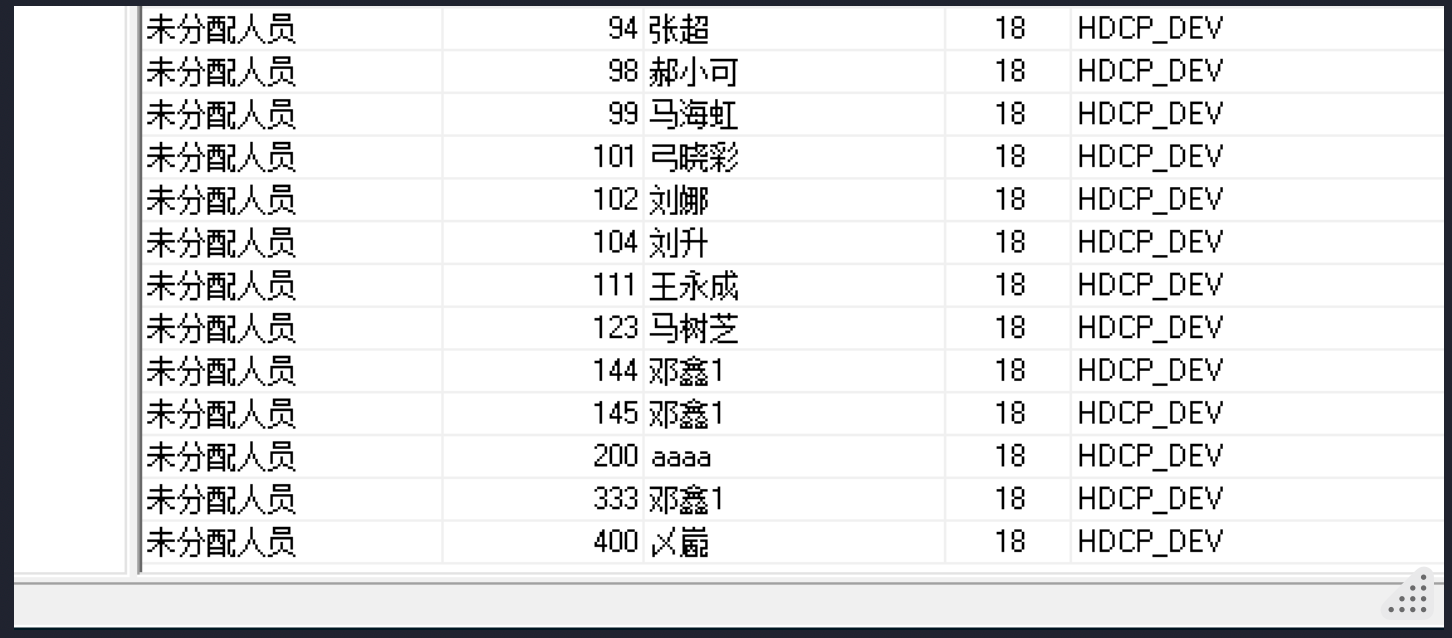 未分配人员 94 张超 18 HDCP_DEV
未分配人员 98 郝小可 18 HDCP_DEV
未分配人员 99 马海虹 18 HDCP_DEV
未分配人员 101 弓晓彩 18 HDCP_DEV
未分配人员 102 刘娜 18 HDCP_DEV
未分配人员 104 刘升 18 HDCP_DEV
未分配人员 111 王永成 18 HDCP_DEV
未分配人员 123 马树芝 18 HDCP_DEV
未分配人员 144 邓鑫1 18 HDCP_DEV
未分配人员 145 邓鑫1 18 HDCP_DEV
未分配人员 200 aaaa 18 HDCP_DEV
未分配人员 333 邓鑫1 18 HDCP_DEV
未分配人员 400 18 HDCP_DEV